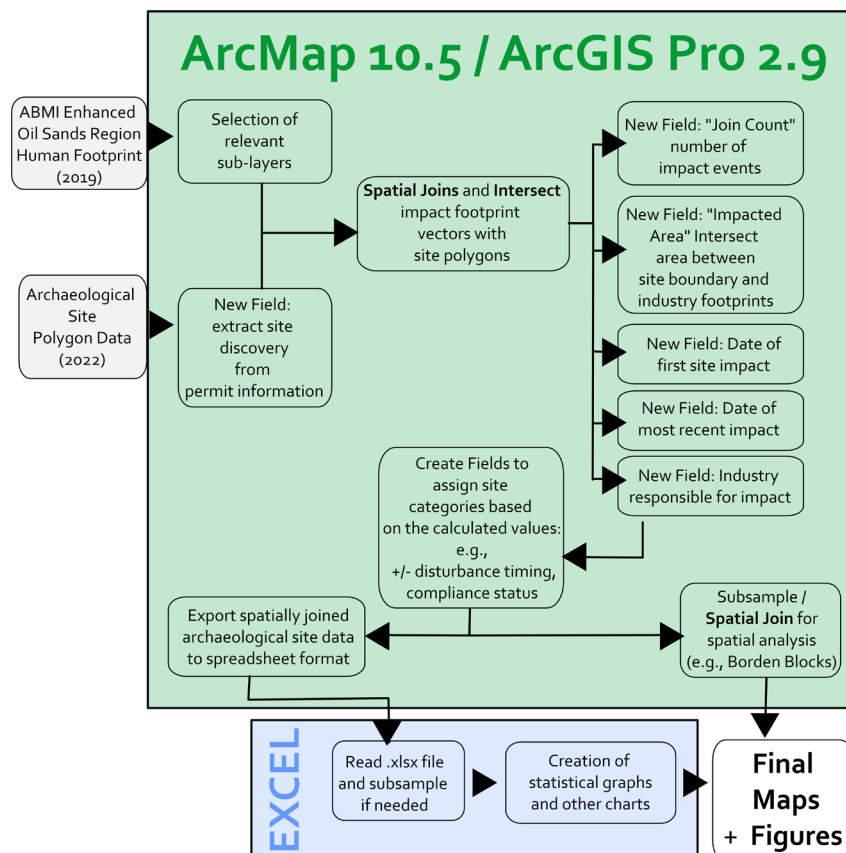 ArcMap 10.5 / ArcGIS Pro 2.9
ABMI Enhanced
Oil Sands Region
Human Footprint
(2019)
Selection of
relevant
sub-layers
Archaeological
Site
Polygon Data
(2022)
New Field:
extract site
discovery
from
permit information
Spatial Joins and Intersect
impact footprint
vectors with
site polygons
New Field: "Join Count"
number of
impact events
New Field:
"Impacted
Area" Intersect
area between
site boundary and
industry footprints
New Field: Date of
first site impact
New Field: Date of
most recent impact
New Field: Industry
responsible for impact
Create Fields to
assign site
categories based
on the calculated values:
e.g.,
+/- disturbance timing,
compliance status
Export spatially joined
archaeological site data
to spreadsheet format
Subsample /
Spatial Join for
spatial analysis
(e.g., Borden Blocks)
EXCEL
Read .xlsx file
and subsample
if needed
Creation of
statistical graphs
and other charts
Final
Maps
+ Figures